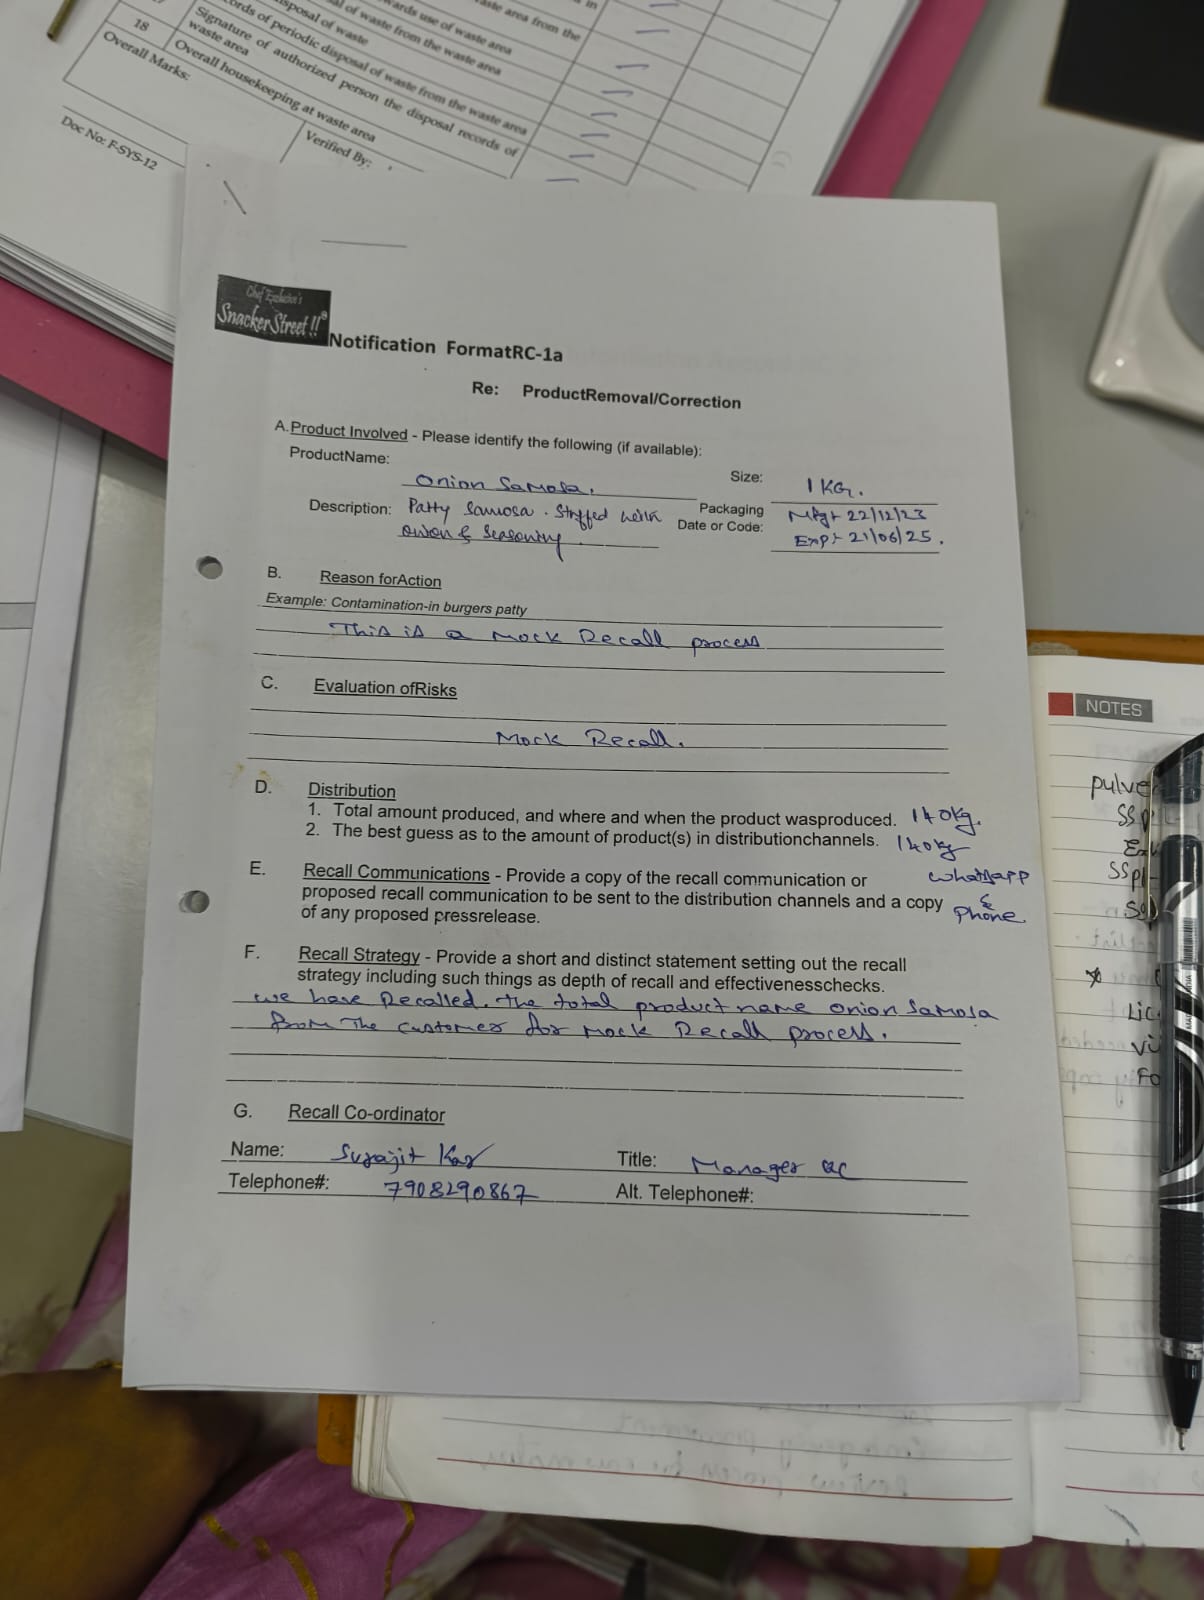 wards use of waste area
waste area from the
sposal of waste
al of waste from the waste area
ords of periodic disposal of waste from the waste area
Signature of authorized person the disposal records of
waste area
18 Overall housekeeping at waste area
Overall Marks:
Verified By:
Doc No: F-SYS-12
Chef Exclusive's
SnackerStreet!!®
Notification FormatRC-1a
Re: ProductRemoval/Correction
A. Product Involved - Please identify the following (if available):
ProductName: Onion Samosa. Size: 1 KG.
Description: Patty Samosa. Stuffed with
onion & seasoning
Packaging
Date or Code: Mfg:- 22/12/23
Exp:- 21/06/25.
B. Reason forAction
Example: Contamination-in burgers patty
This is a Mock Recall process
C. Evaluation ofRisks
Mock Recall.
D. Distribution
1. Total amount produced, and where and when the product wasproduced. 140kg.
2. The best guess as to the amount of product(s) in distributionchannels. 140kg
E. Recall Communications - Provide a copy of the recall communication or
proposed recall communication to be sent to the distribution channels and a copy
of any proposed pressrelease.
whatsapp
&
Phone
F. Recall Strategy - Provide a short and distinct statement setting out the recall
strategy including such things as depth of recall and effectivenesschecks.
we have Recalled. the total product name onion Samosa
from The customer for mock Recall process.
G. Recall Co-ordinator
Name: Surajit Kar Title: Manager QC
Telephone#: 7908290867 Alt. Telephone#:
NOTES
pulve